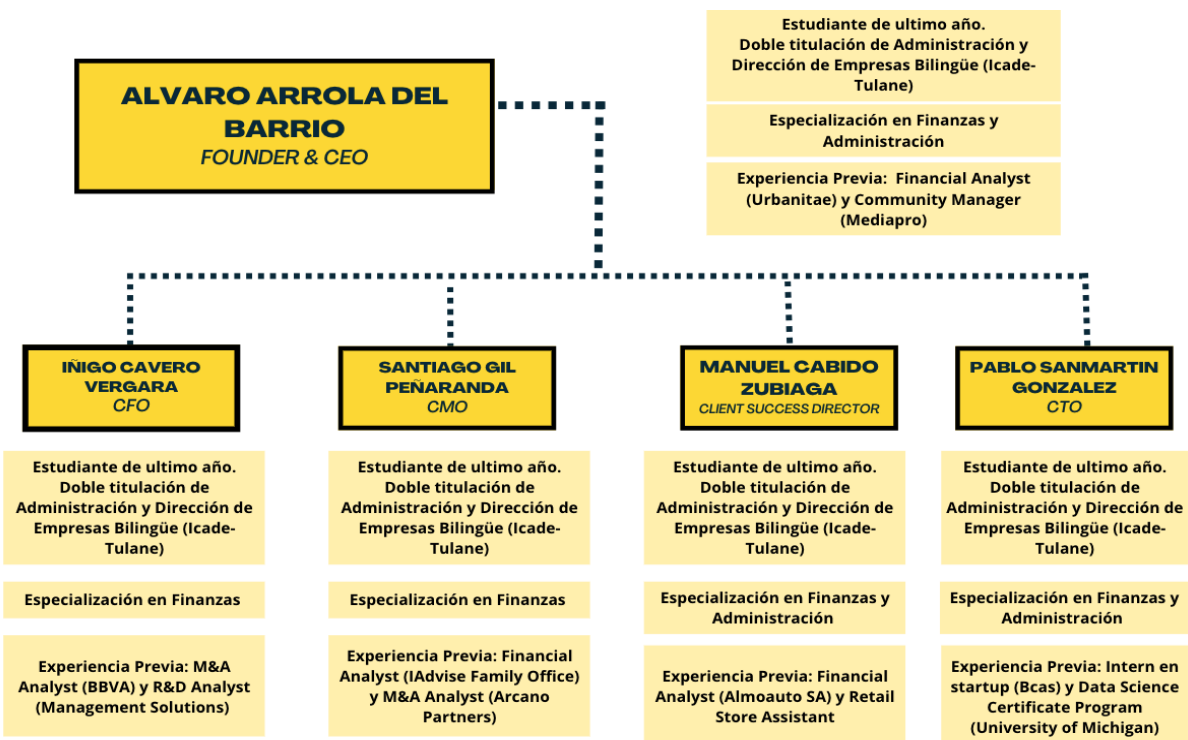 ALVARO ARROLA DEL
BARRIO
FOUNDER & CEO
Estudiante de ultimo año.
Doble titulación de Administración y
Dirección de Empresas Bilingüe (Icade-
Tulane)
Especialización en Finanzas y
Administración
Experiencia Previa: Financial Analyst
(Urbanitae) y Community Manager
(Mediapro)
IÑIGO CAVERO
VERGARA
CFO
Estudiante de ultimo año.
Doble titulación de
Administración y Dirección de
Empresas Bilingüe (Icade-
Tulane)
Especialización en Finanzas
Experiencia Previa: M&A
Analyst (BBVA) y R&D Analyst
(Management Solutions)
SANTIAGO GIL
PEÑARANDA
CMO
Estudiante de ultimo año.
Doble titulación de
Administración y Dirección de
Empresas Bilingüe (Icade-
Tulane)
Especialización en Finanzas
Experiencia Previa: Financial
Analyst (IAdvise Family Office)
y M&A Analyst (Arcano
Partners)
MANUEL CABIDO
ZUBIAGA
CLIENT SUCCESS DIRECTOR
Estudiante de ultimo año.
Doble titulación de
Administración y Dirección de
Empresas Bilingüe (Icade-
Tulane)
Especialización en Finanzas y
Administración
Experiencia Previa: Financial
Analyst (Almoauto SA) y Retail
Store Assistant
PABLO SANMARTIN
GONZALEZ
CTO
Estudiante de ultimo año.
Doble titulación de
Administración y Dirección de
Empresas Bilingüe (Icade-
Tulane)
Especialización en Finanzas y
Administración
Experiencia Previa: Intern en
startup (Bcas) y Data Science
Certificate Program
(University of Michigan)